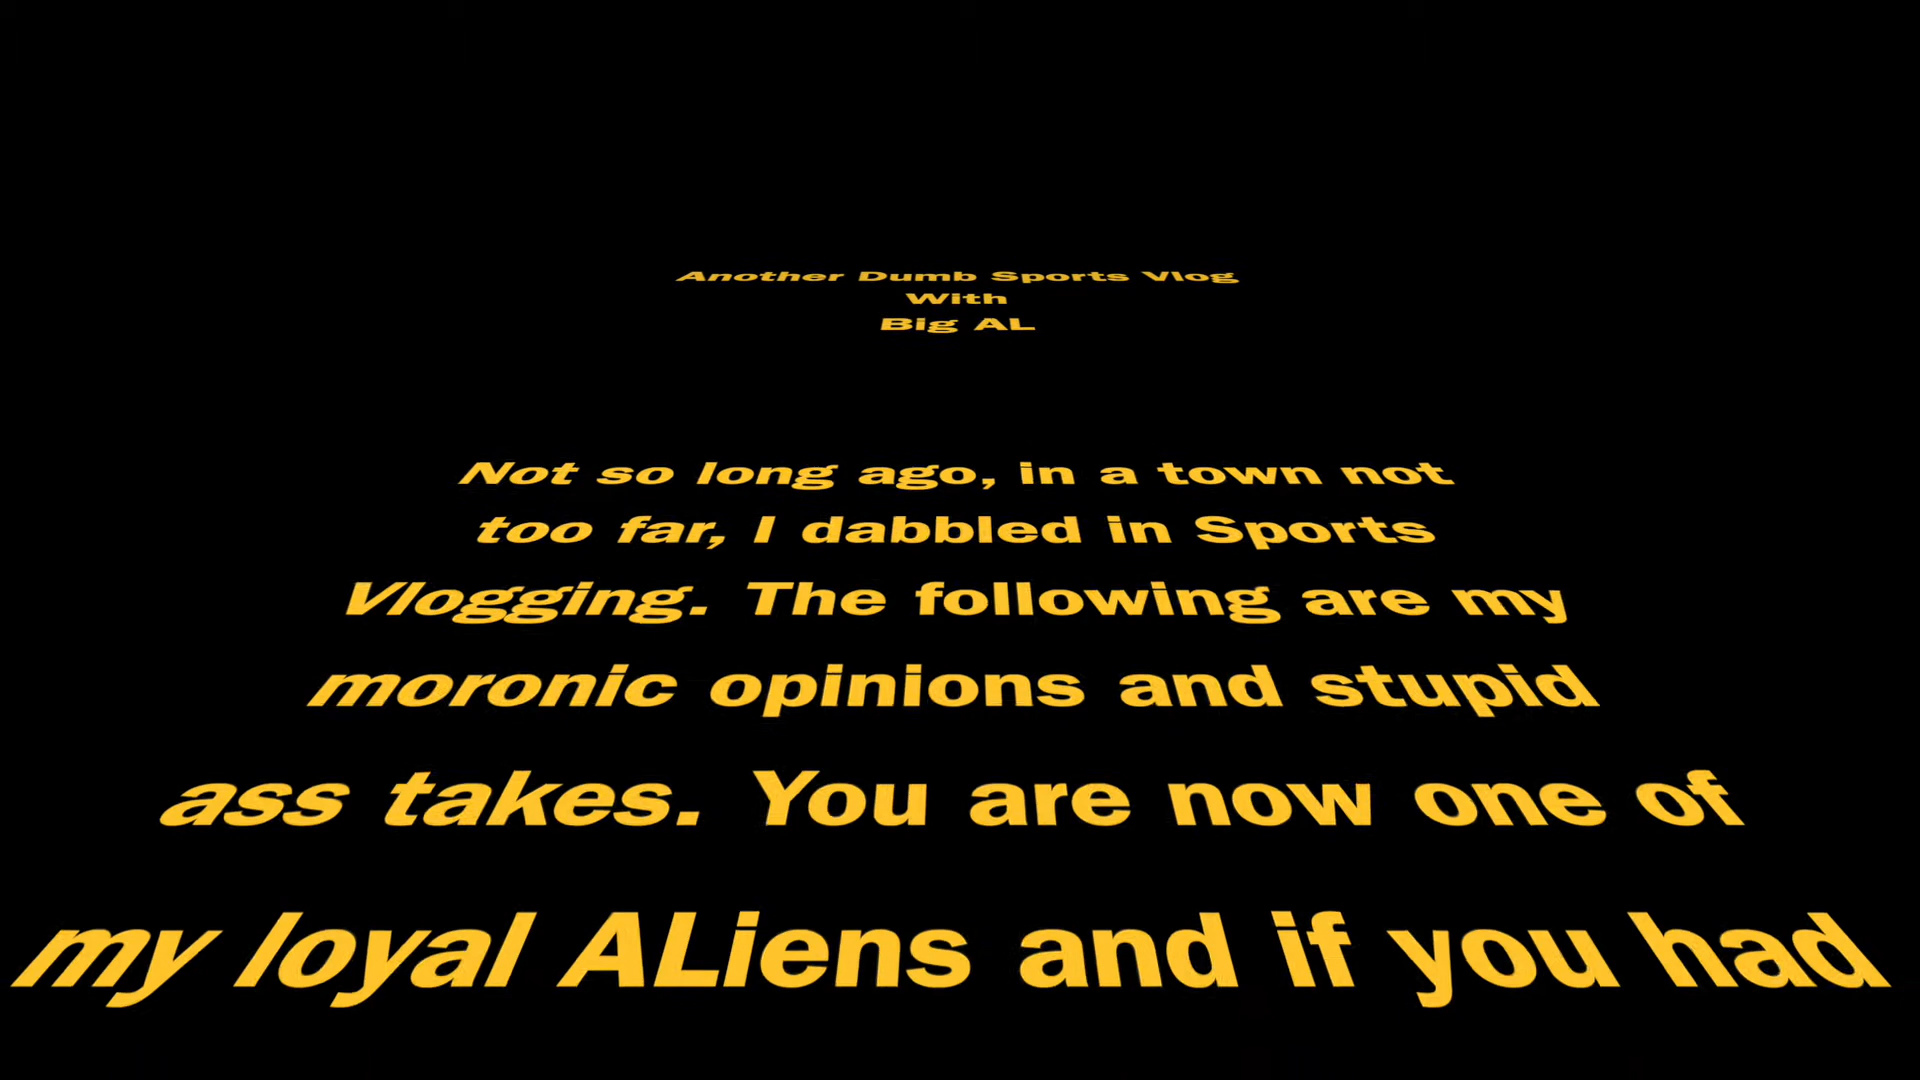 Another Dumb Sports Vlog
With
Big AL
Not so long ago, in a town not
too far, I dabbled in Sports
Vlogging. The following are my
moronic opinions and stupid
ass takes. You are now one of
my loyal ALiens and if you had